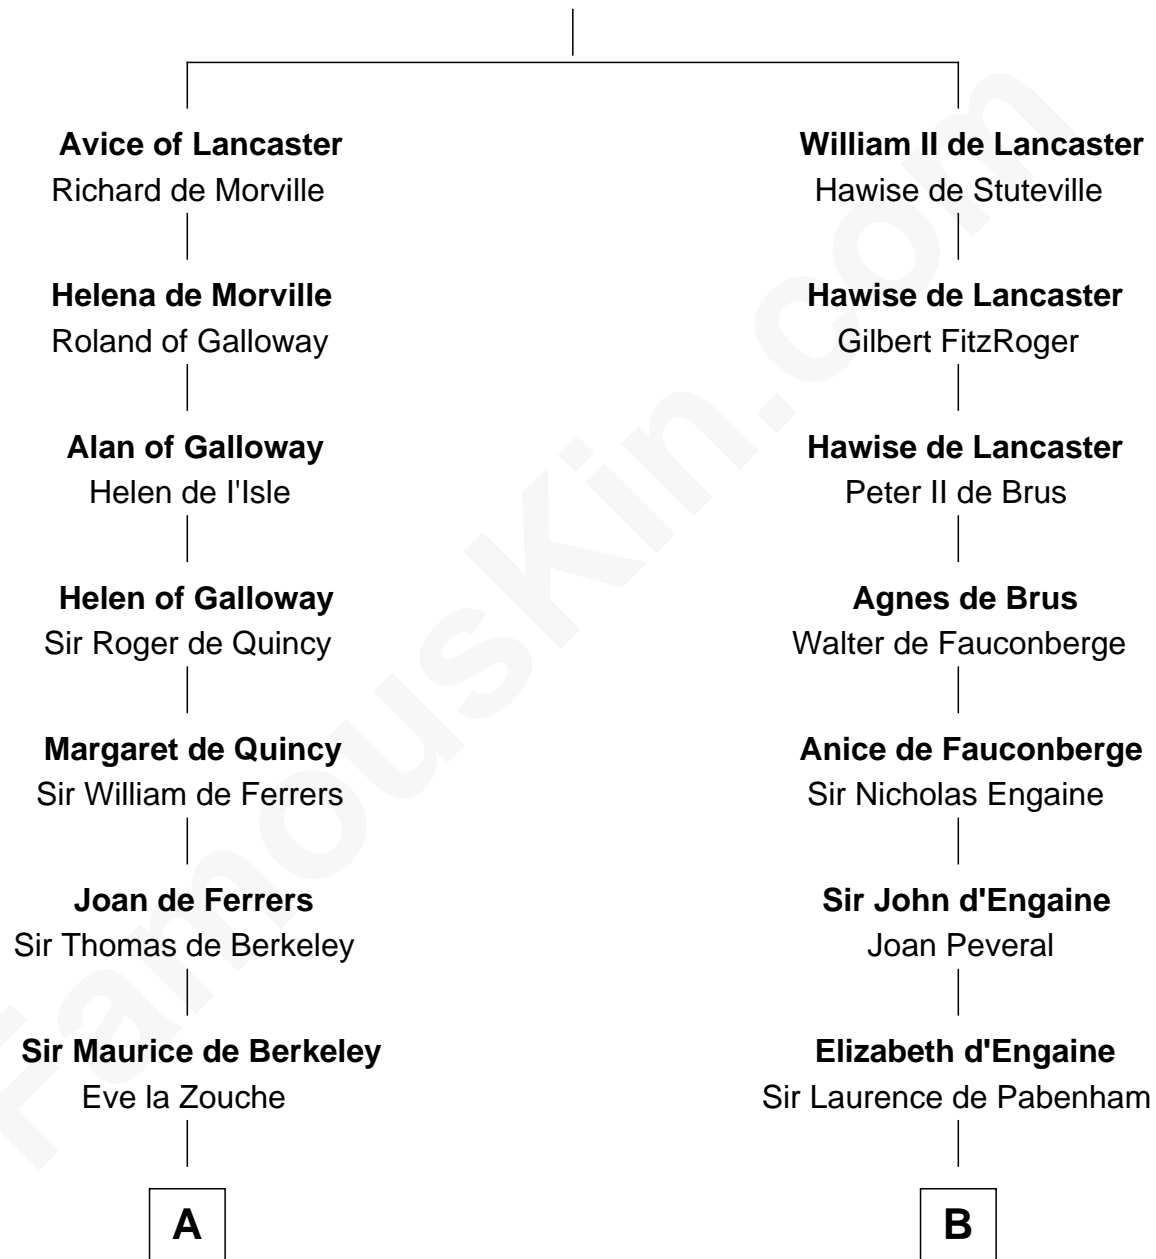 Avice of Lancaster
Richard de Morville
William II de Lancaster
Hawise de Stuteville
Helena de Morville
Roland of Galloway
Hawise de Lancaster
Gilbert FitzRoger
Alan of Galloway
Helen de l'Isle
Hawise de Lancaster
Peter II de Brus
Helen of Galloway
Sir Roger de Quincy
Agnes de Brus
Walter de Fauconberge
Margaret de Quincy
Sir William de Ferrers
Anice de Fauconberge
Sir Nicholas Engaine
Joan de Ferrers
Sir Thomas de Berkeley
Sir John d'Engaine
Joan Peveral
Sir Maurice de Berkeley
Eve la Zouche
Elizabeth d'Engaine
Sir Laurence de Pabenham
A
B
FamousKin.com